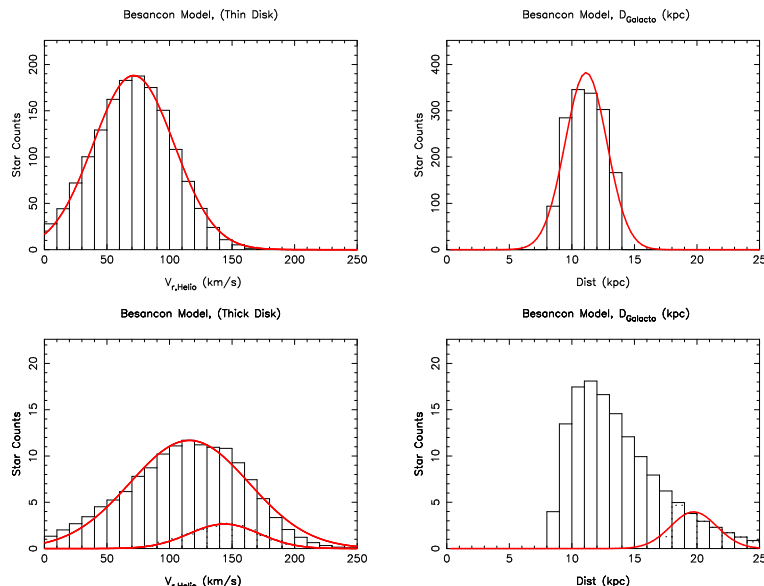 Besancon Model, (Thin Disk)
Star Counts
0 50 100 150 200
0 50 100 150 200 250
V_r,Helio (km/s)
Besancon Model, D_Galacto (kpc)
Star Counts
0 100 200 300 400
0 5 10 15 20 25
Dist (kpc)
Besancon Model, (Thick Disk)
Star Counts
0 5 10 15 20
0 50 100 150 200 250
V_r,Helio (km/s)
Besancon Model, D_Galacto (kpc)
Star Counts
0 5 10 15 20
0 5 10 15 20 25
Dist (kpc)